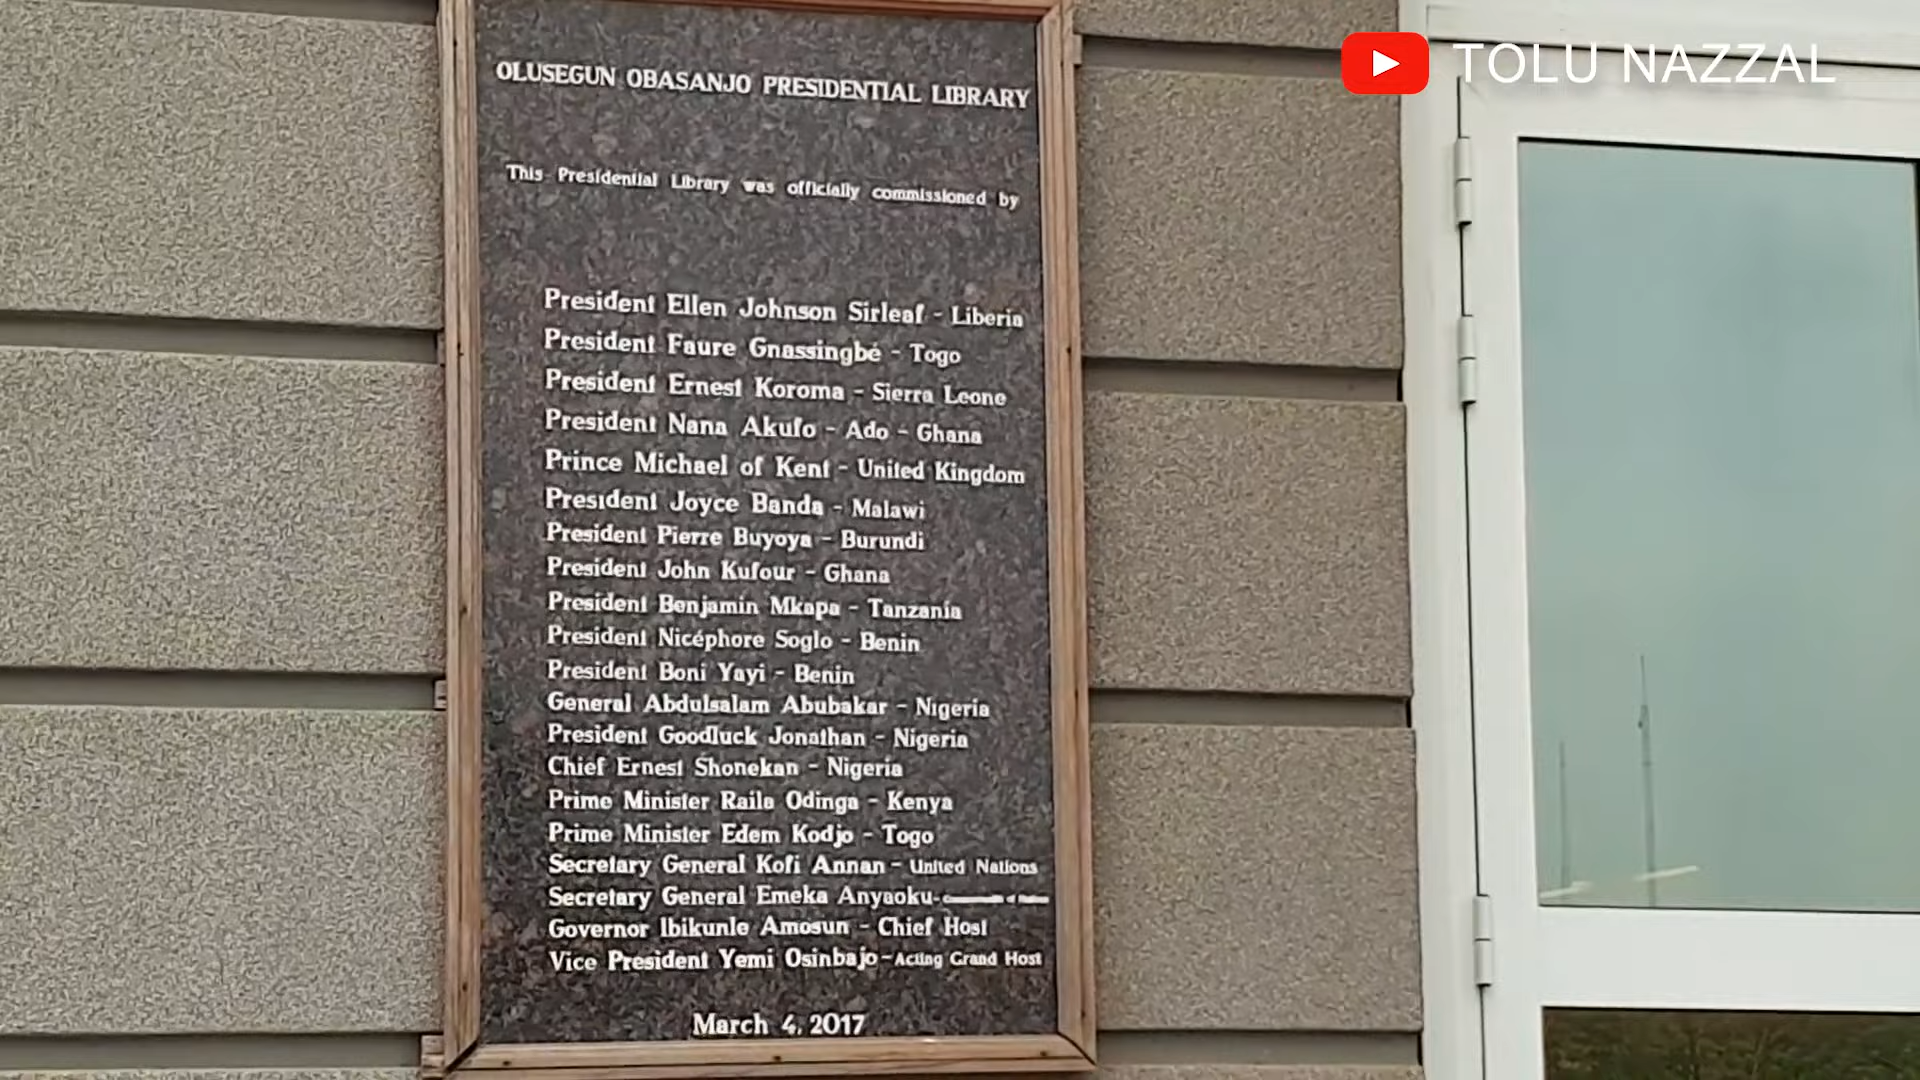 TOLU NAZZAL
OLUSEGUN OBASANJO PRESIDENTIAL LIBRARY
This Presidential Library was officially commissioned by
President Ellen Johnson Sirleaf - Liberia
President Faure Gnassingbé - Togo
President Ernest Koroma - Sierra Leone
President Nana Akufo - Ado - Ghana
Prince Michael of Kent - United Kingdom
President Joyce Banda - Malawi
President Pierre Buyoya - Burundi
President John Kufour - Ghana
President Benjamin Mkapa - Tanzania
President Nicéphore Soglo - Benin
President Boni Yayi - Benin
General Abdulsalam Abubakar - Nigeria
President Goodluck Jonathan - Nigeria
Chief Ernest Shonekan - Nigeria
Prime Minister Raila Odinga - Kenya
Prime Minister Edem Kodjo - Togo
Secretary General Kofi Annan - United Nations
Secretary General Emeka Anyaoku-
Governor Ibikunle Amosun - Chief Host
Vice President Yemi Osinbajo-Acting Grand Host
March 4, 2017